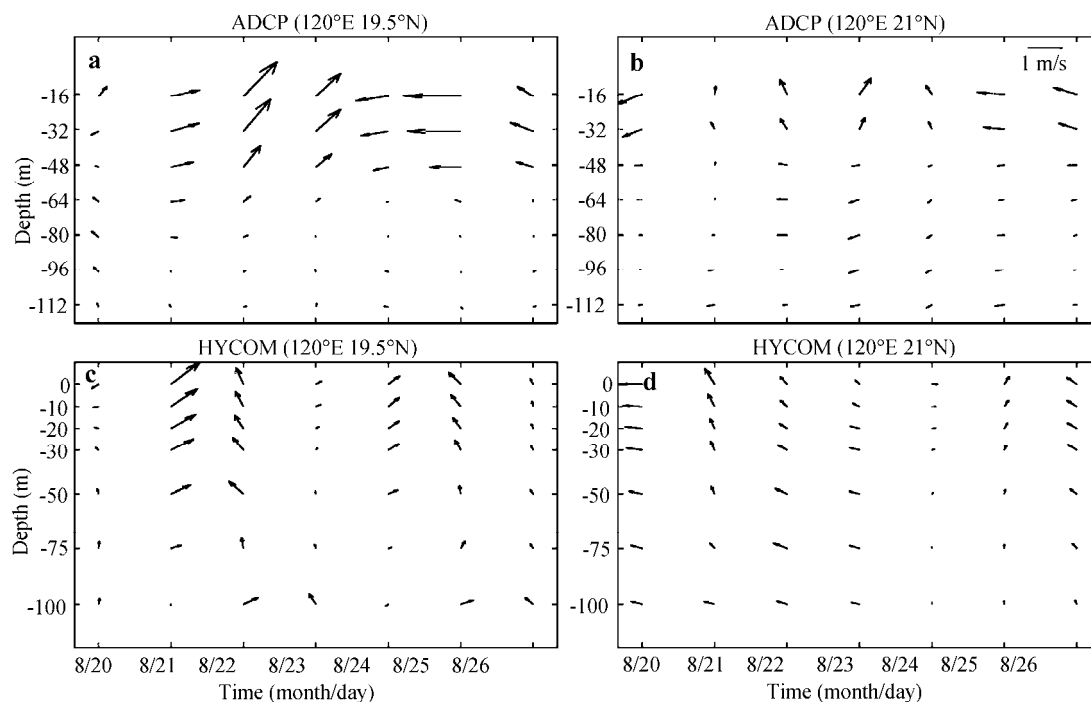 ADCP (120°E 19.5°N)
a
-16
-32
-48
-64
-80
-96
-112
Depth (m)
ADCP (120°E 21°N)
b
1 m/s
-16
-32
-48
-64
-80
-96
-112
HYCOM (120°E 19.5°N)
c
0
-10
-20
-30
-50
-75
-100
Depth (m)
8/20 8/21 8/22 8/23 8/24 8/25 8/26
Time (month/day)
HYCOM (120°E 21°N)
d
0
-10
-20
-30
-50
-75
-100
8/20 8/21 8/22 8/23 8/24 8/25 8/26
Time (month/day)